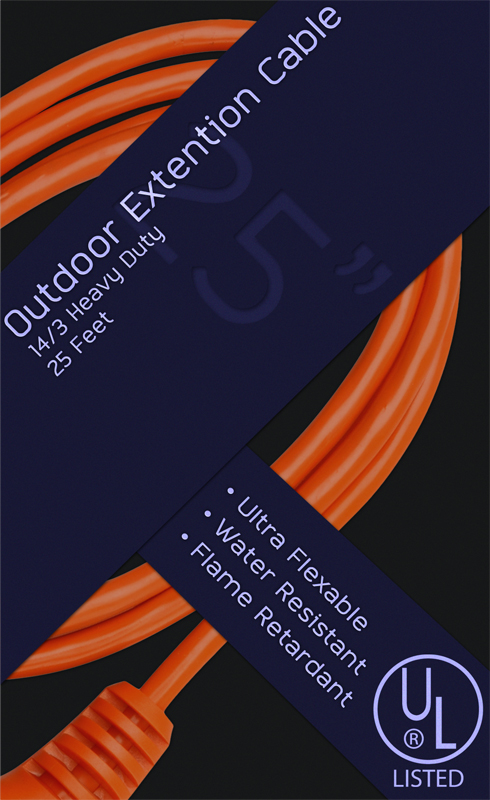 Outdoor Extention Cable
14/3 Heavy Duty
25 Feet
25”
• Ultra Flexable
• Water Resistant
• Flame Retardant
UL
®
LISTED